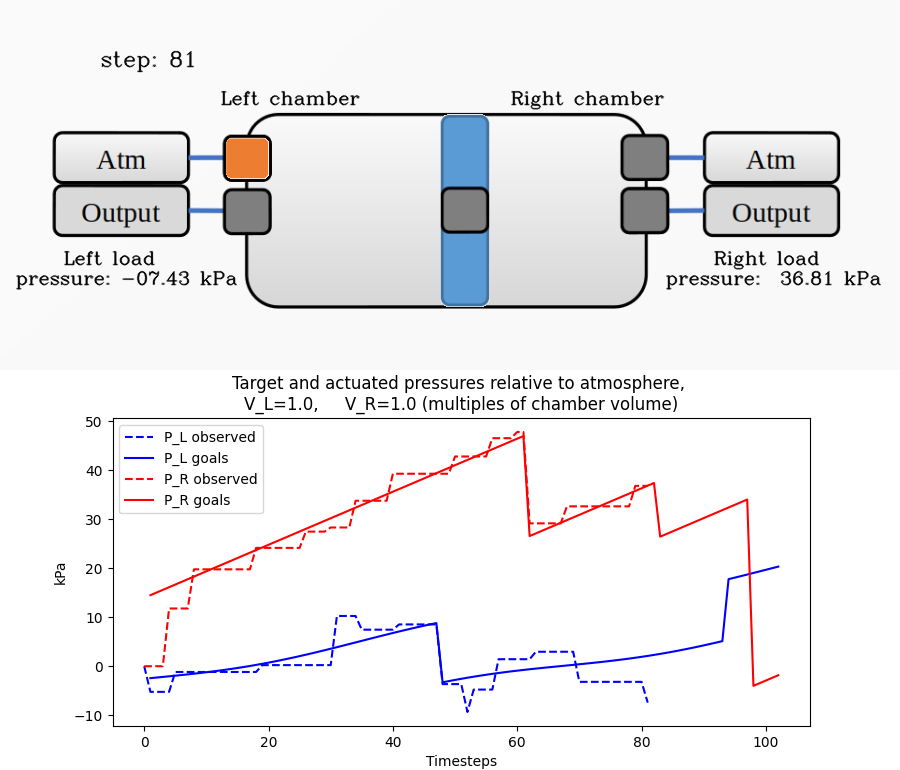 step: 81
Left chamber
Right chamber
Atm
Atm
Output
Output
Left load
pressure: -07.43 kPa
Right load
pressure: 36.81 kPa
Target and actuated pressures relative to atmosphere,
V_L=1.0, V_R=1.0 (multiples of chamber volume)
P_L observed
P_L goals
P_R observed
P_R goals
50
40
30
20
10
0
−10
kPa
0
20
40
60
80
100
Timesteps